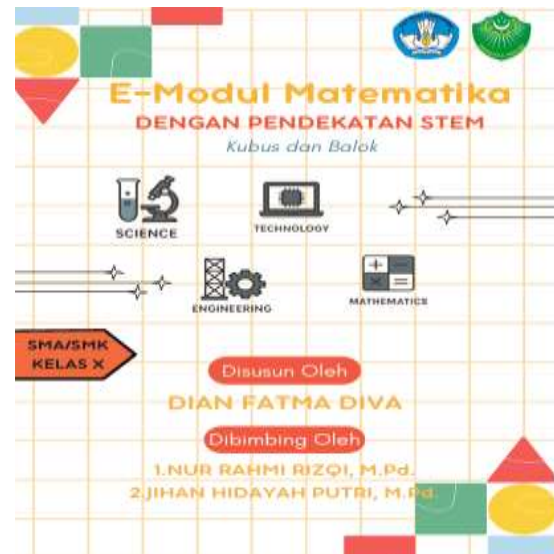 E-Modul Matematika
DENGAN PENDEKATAN STEM
Kubus dan Balok
SCIENCE
TECHNOLOGY
ENGINEERING
MATHEMATICS
SMA/SMK
KELAS X
Disusun Oleh
DIAN FATMA DIVA
Dibimbing Oleh
1.NUR RAHMI RIZQI, M.Pd.
2.JIHAN HIDAYAH PUTRI, M.Pd.